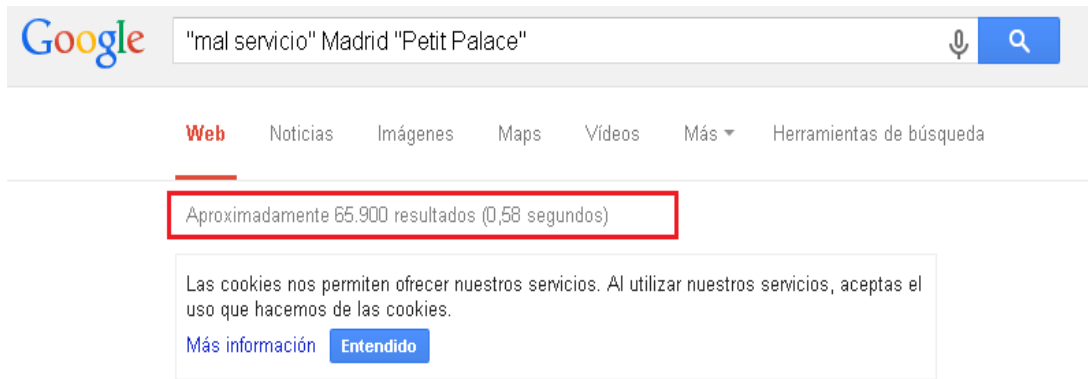 Google "mal servicio" Madrid "Petit Palace"
Web Noticias Imágenes Maps Vídeos Más Herramientas de búsqueda
Aproximadamente 65.900 resultados (0,58 segundos)
Las cookies nos permiten ofrecer nuestros servicios. Al utilizar nuestros servicios, aceptas el
uso que hacemos de las cookies.
Más información Entendido